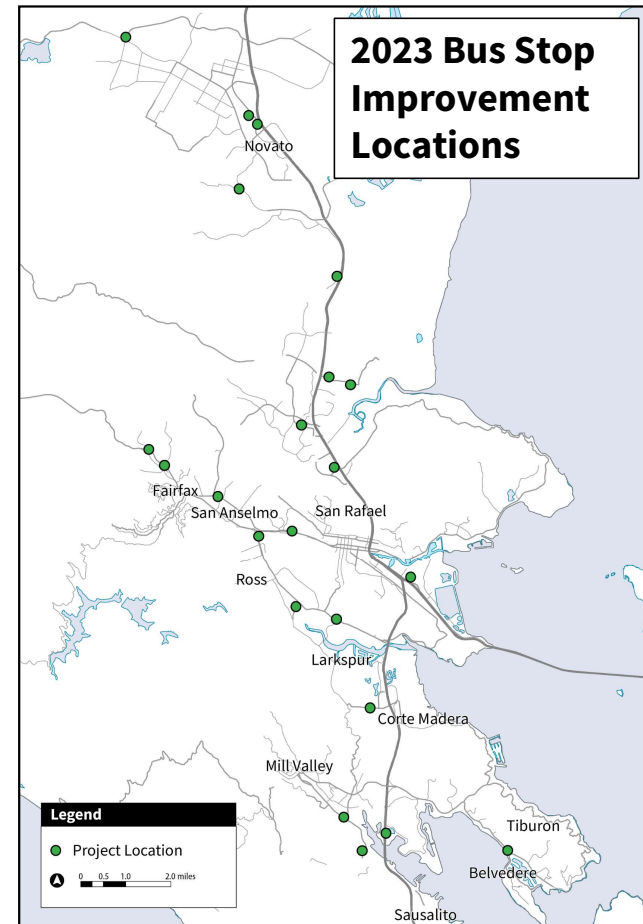 2023 Bus Stop
Improvement
Locations
Novato
Fairfax
San Anselmo
San Rafael
Ross
Larkspur
Corte Madera
Mill Valley
Tiburon
Belvedere
Sausalito
Legend
Project Location
0 0.5 1.0 2.0 miles